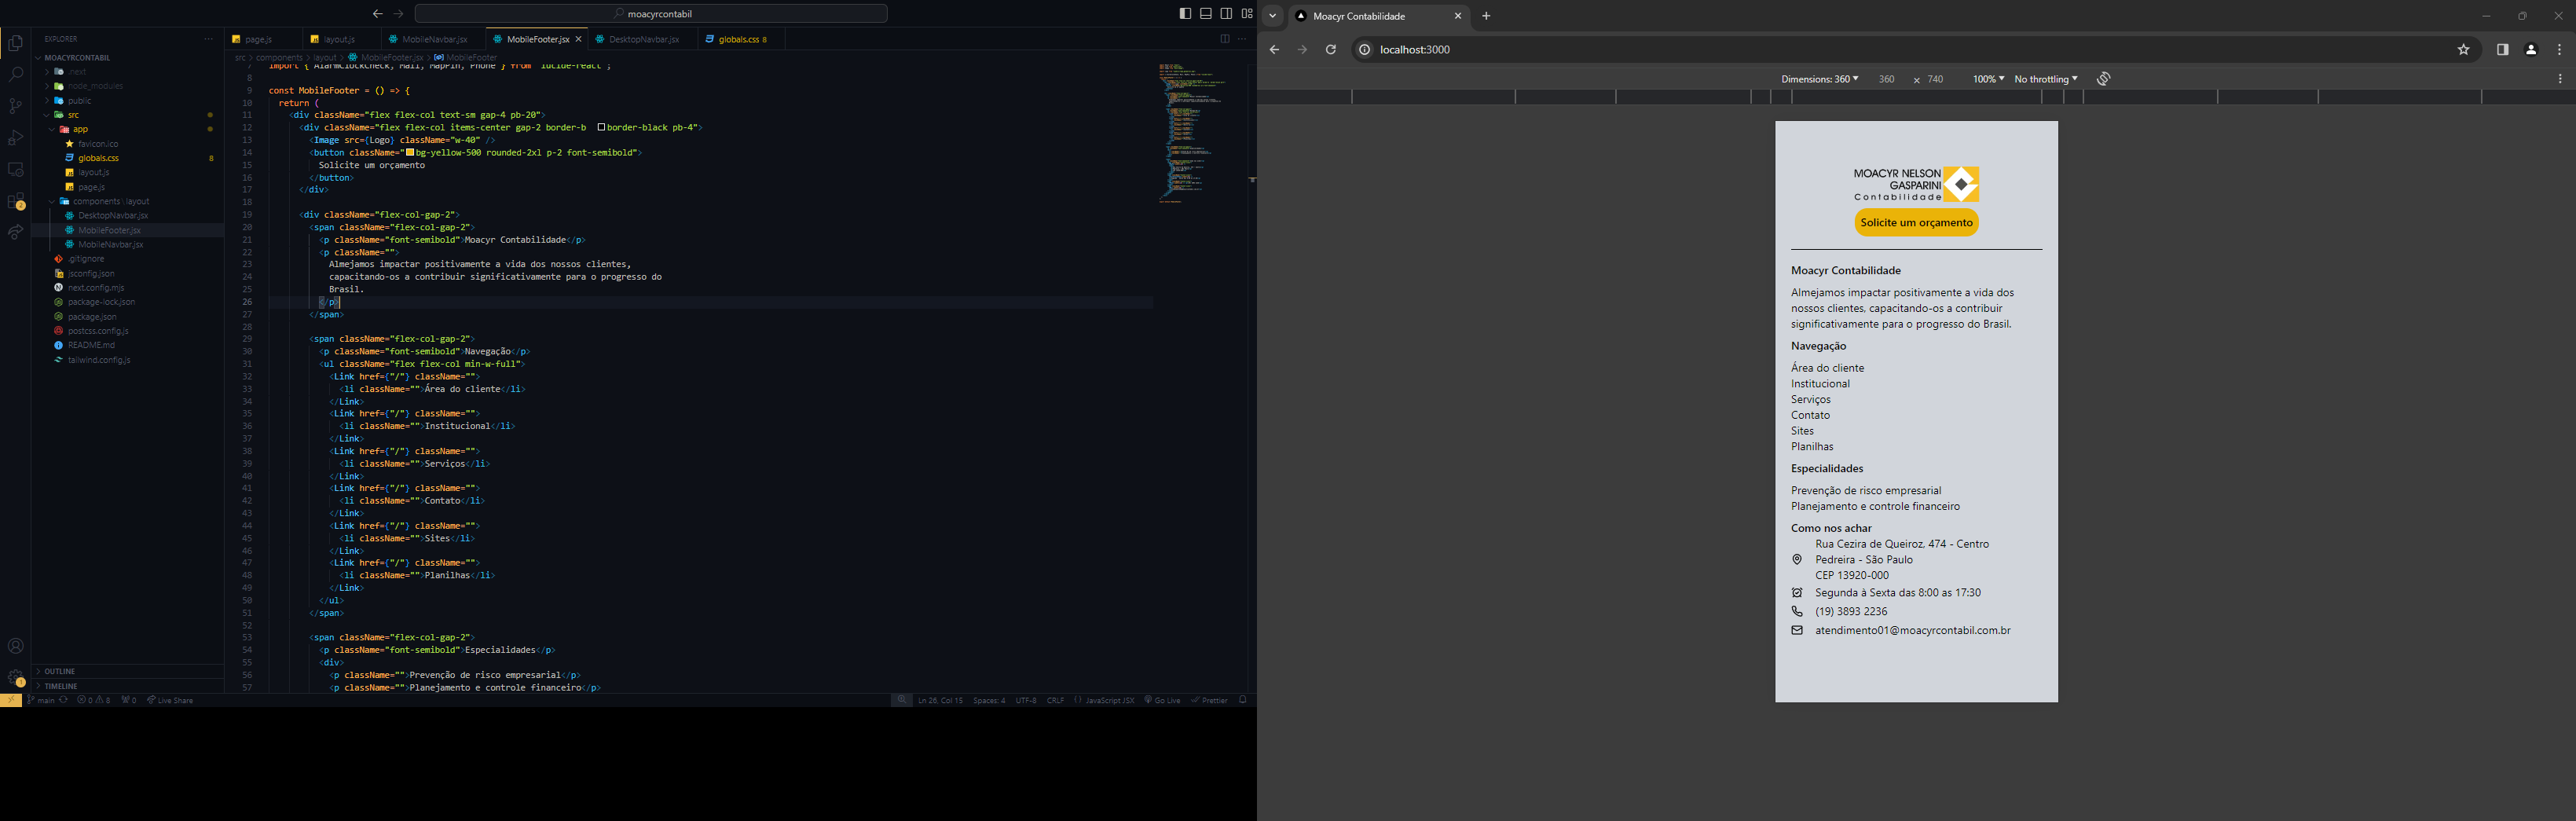 moacyrcontabil
EXPLORER
MOACYRCONTABIL
.next
node_modules
public
src
app
favicon.ico
globals.css 8
layout.js
page.js
components \ layout
DesktopNavbar.jsx
MobileFooter.jsx
MobileNavbar.jsx
.gitignore
jsconfig.json
next.config.mjs
package-lock.json
package.json
postcss.config.js
README.md
tailwind.config.js
OUTLINE
TIMELINE
page.js layout.js MobileNavbar.jsx MobileFooter.jsx DesktopNavbar.jsx globals.css 8
src > components > layout > MobileFooter.jsx > MobileFooter
7 import { AlarmClockCheck, Mail, MapPin, Phone } from "lucide-react";
8
9 const MobileFooter = () => {
10 return (
11 <div className="flex flex-col text-sm gap-4 pb-20">
12 <div className="flex flex-col items-center gap-2 border-b border-black pb-4">
13 <Image src={Logo} className="w-40" />
14 <button className="bg-yellow-500 rounded-2xl p-2 font-semibold">
15 Solicite um orçamento
16 </button>
17 </div>
18
19 <div className="flex-col-gap-2">
20 <span className="flex-col-gap-2">
21 <p className="font-semibold">Moacyr Contabilidade</p>
22 <p className="">
23 Almejamos impactar positivamente a vida dos nossos clientes,
24 capacitando-os a contribuir significativamente para o progresso do
25 Brasil.
26 </p>
27 </span>
28
29 <span className="flex-col-gap-2">
30 <p className="font-semibold">Navegação</p>
31 <ul className="flex flex-col min-w-full">
32 <Link href={"/"} className="">
33 <li className="">Área do cliente</li>
34 </Link>
35 <Link href={"/"} className="">
36 <li className="">Institucional</li>
37 </Link>
38 <Link href={"/"} className="">
39 <li className="">Serviços</li>
40 </Link>
41 <Link href={"/"} className="">
42 <li className="">Contato</li>
43 </Link>
44 <Link href={"/"} className="">
45 <li className="">Sites</li>
46 </Link>
47 <Link href={"/"} className="">
48 <li className="">Planilhas</li>
49 </Link>
50 </ul>
51 </span>
52
53 <span className="flex-col-gap-2">
54 <p className="font-semibold">Especialidades</p>
55 <div>
56 <p className="">Prevenção de risco empresarial</p>
57 <p className="">Planejamento e controle financeiro</p>
main 0 8 0 Live Share Ln 26, Col 15 Spaces: 4 UTF-8 CRLF JavaScript JSX Go Live Prettier
Moacyr Contabilidade
localhost:3000
Dimensions: 360 360 × 740 100% No throttling
MOACYR NELSON
GASPARINI
Contabilidade
Solicite um orçamento
Moacyr Contabilidade
Almejamos impactar positivamente a vida dos
nossos clientes, capacitando-os a contribuir
significativamente para o progresso do Brasil.
Navegação
Área do cliente
Institucional
Serviços
Contato
Sites
Planilhas
Especialidades
Prevenção de risco empresarial
Planejamento e controle financeiro
Como nos achar
Rua Cezira de Queiroz, 474 - Centro
Pedreira - São Paulo
CEP 13920-000
Segunda à Sexta das 8:00 as 17:30
(19) 3893 2236
atendimento01@moacyrcontabil.com.br